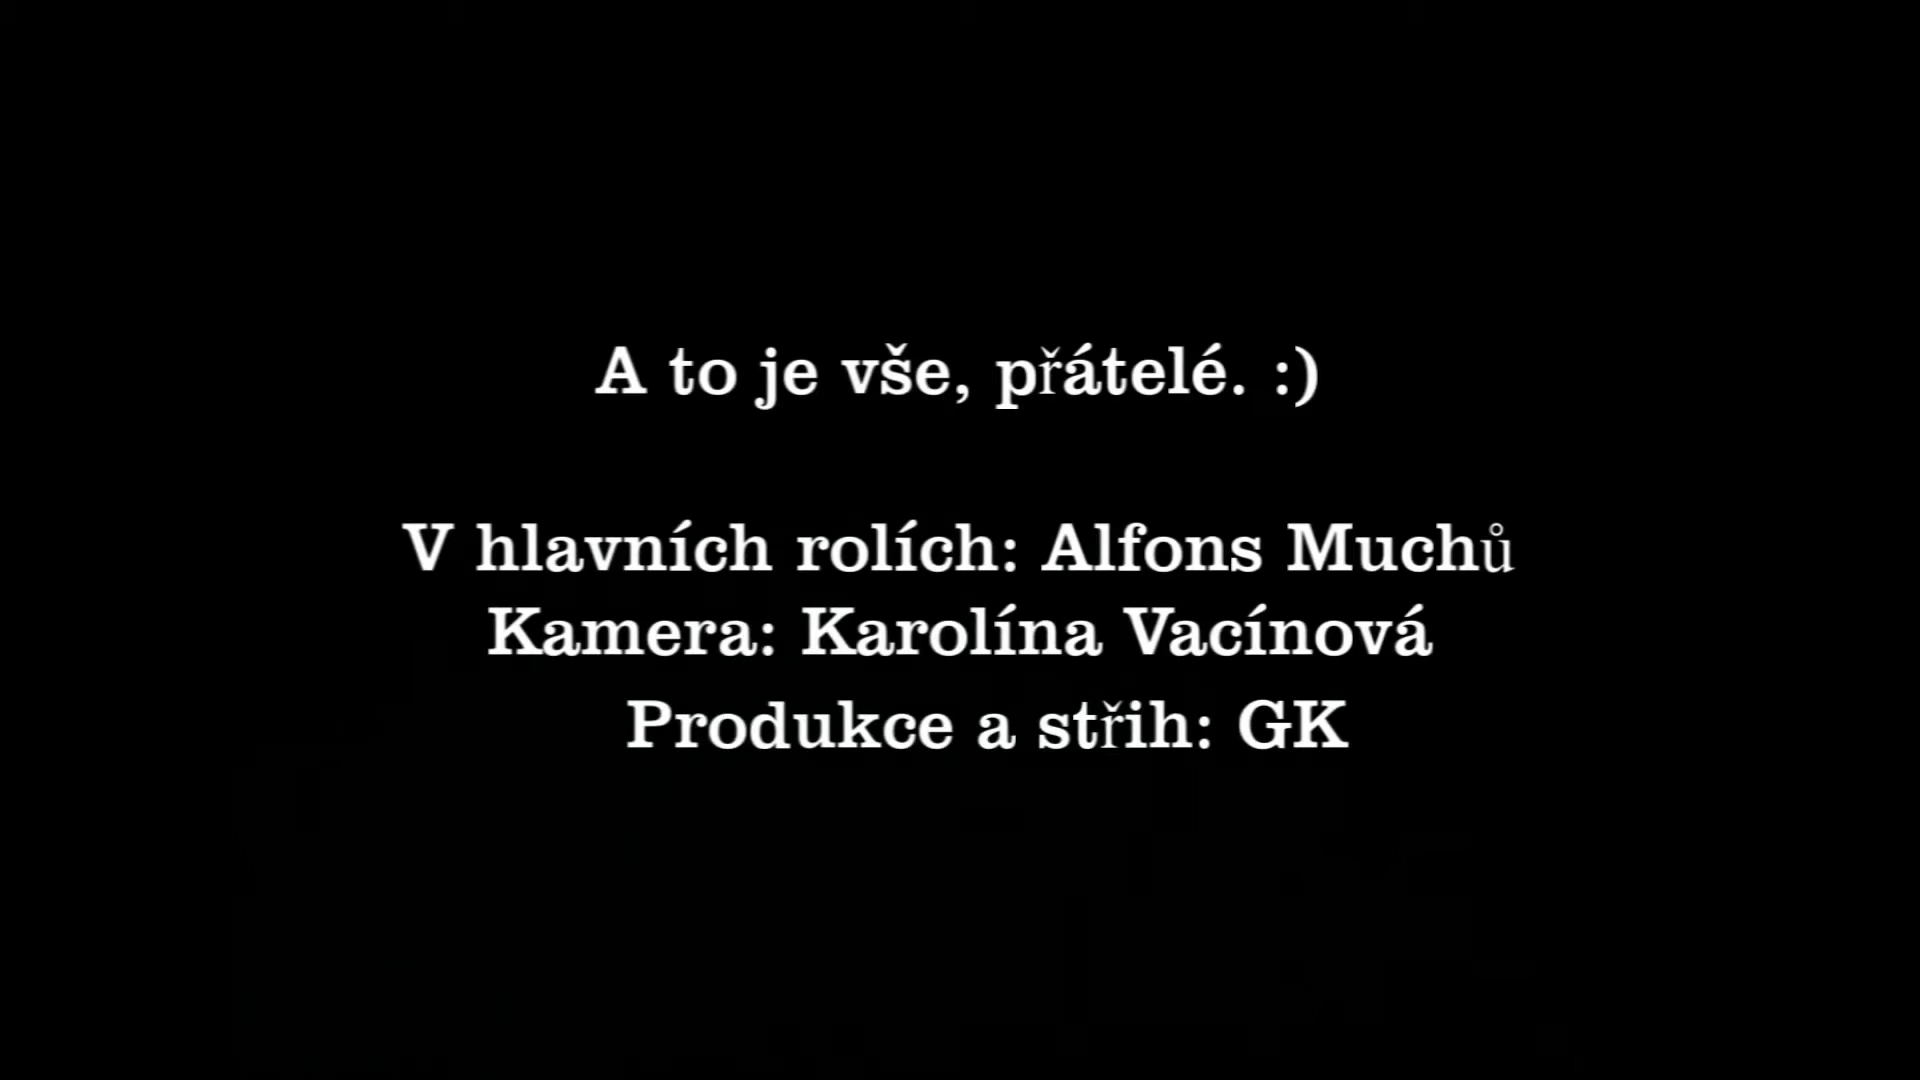 A to je vše, přátelé. :)
V hlavních rolích: Alfons Muchů
Kamera: Karolína Vacínová
Produkce a střih: GK